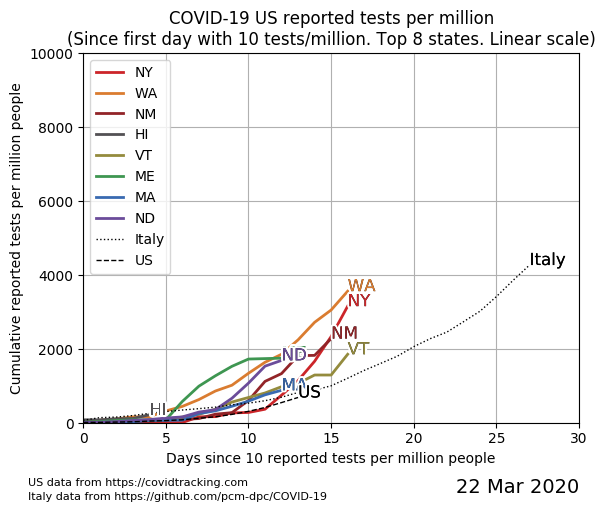 COVID-19 US reported tests per million
(Since first day with 10 tests/million. Top 8 states. Linear scale)
Cumulative reported tests per million people
10000
8000
6000
4000
2000
0
NY
WA
NM
HI
VT
ME
MA
ND
Italy
US
Italy
WA
NY
NM
VT
ND
MA
US
HI
0
5
10
15
20
25
30
Days since 10 reported tests per million people
US data from https://covidtracking.com
Italy data from https://github.com/pcm-dpc/COVID-19
22 Mar 2020